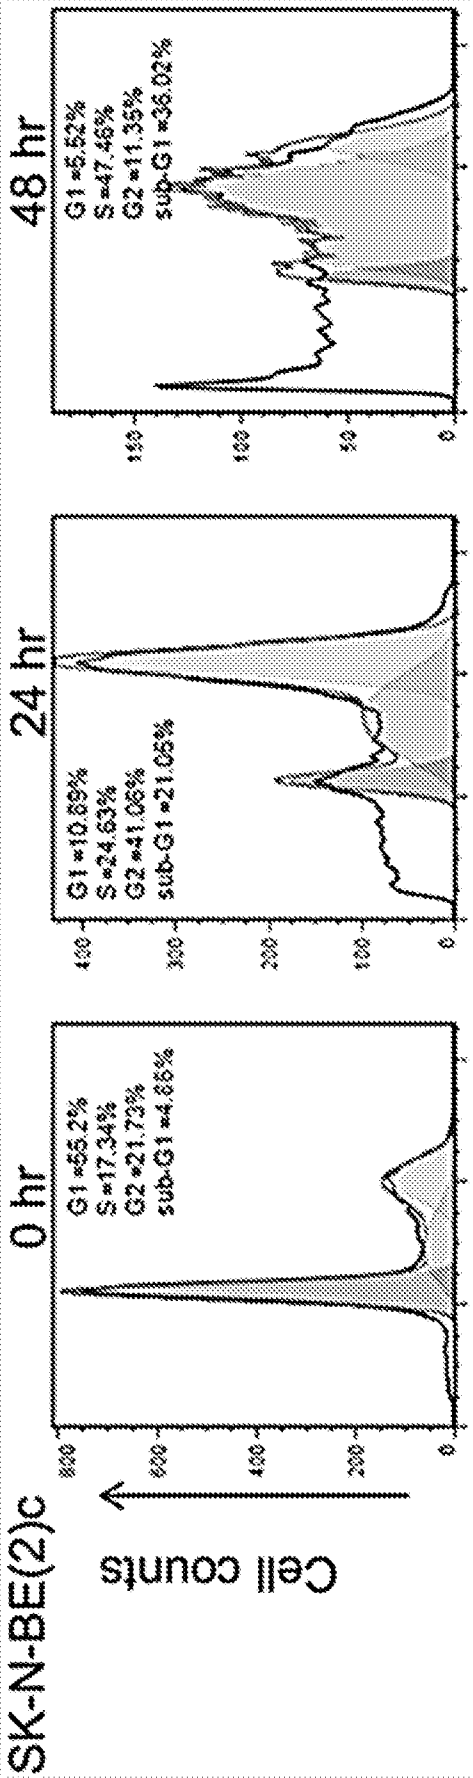 SK-N-BE(2)c
0 hr
24 hr
48 hr
Cell counts
800
600
400
200
0
G1 =55.2%
S =17.34%
G2 =21.73%
sub-G1 =4.86%
400
300
200
100
0
G1 =10.69%
S =24.63%
G2 =41.06%
sub-G1 =21.05%
150
100
50
0
G1 =5.52%
S =47.46%
G2 =11.35%
sub-G1 =36.02%